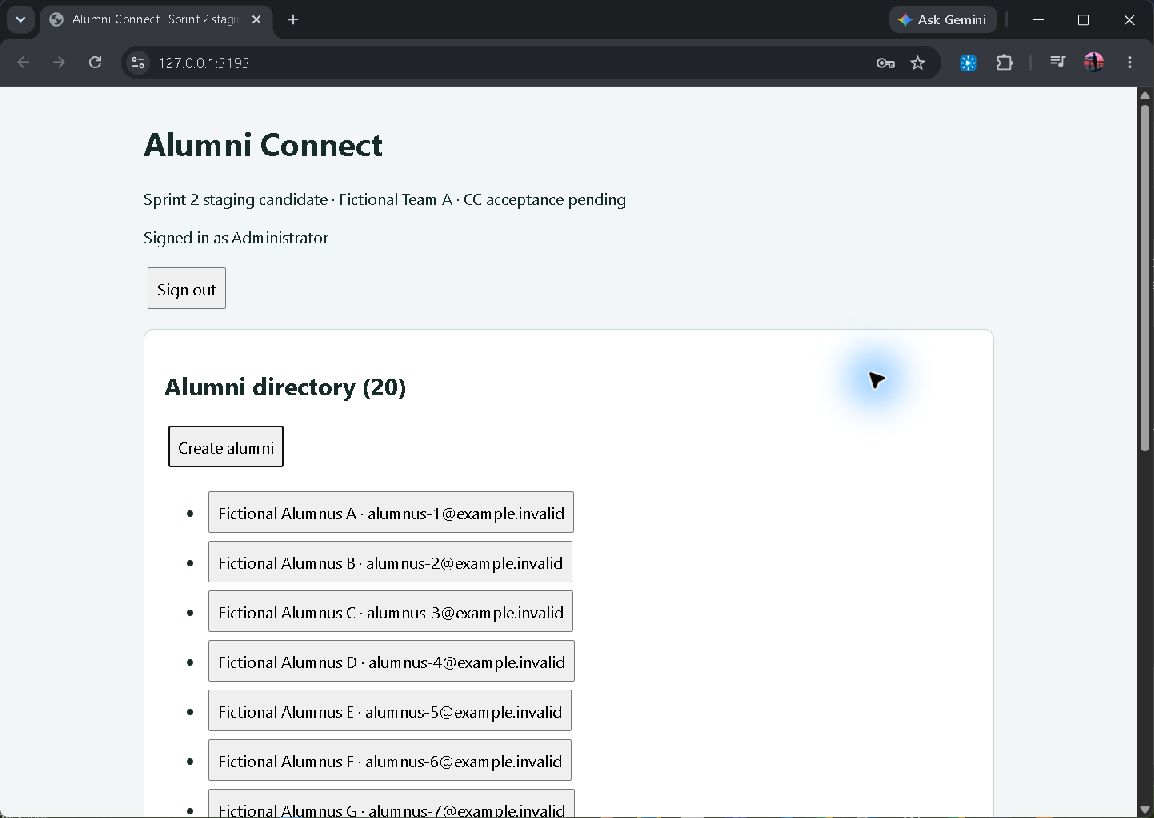 Alumni Connect · Sprint 2 stagi
Ask Gemini
127.0.0.1:5193
Alumni Connect
Sprint 2 staging candidate · Fictional Team A · CC acceptance pending
Signed in as Administrator
Sign out
Alumni directory (20)
Create alumni
Fictional Alumnus A · alumnus-1@example.invalid
Fictional Alumnus B · alumnus-2@example.invalid
Fictional Alumnus C · alumnus-3@example.invalid
Fictional Alumnus D · alumnus-4@example.invalid
Fictional Alumnus E · alumnus-5@example.invalid
Fictional Alumnus F · alumnus-6@example.invalid
Fictional Alumnus G · alumnus-7@example.invalid